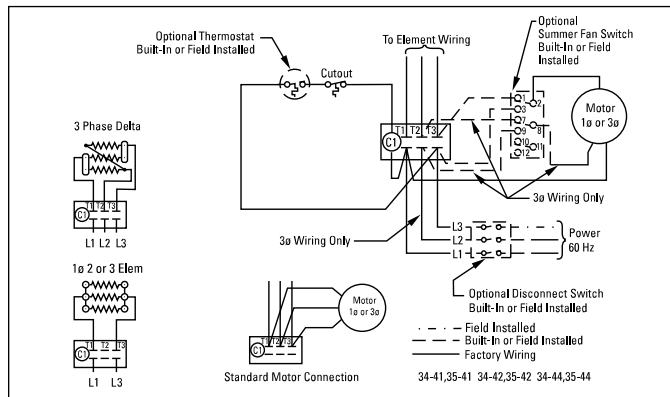 Optional Thermostat
Built-In or Field Installed
Cutout
To Element Wiring
Optional
Summer Fan Switch
Built-In or Field
Installed
1
2
3
7
8
9
10
11
12
Motor
1ø or 3ø
T1 T2 T3
C1
3ø Wiring Only
3ø Wiring Only
L3
L2
L1
Power
60 Hz
Optional Disconnect Switch
Built-In or Field Installed
3 Phase Delta
T1 T2 T3
C1
L1 L2 L3
1ø 2 or 3 Elem
T1 T2 T3
C1
L1 L3
Motor
1ø or 3ø
T1 T2 T3
C1
Standard Motor Connection
Field Installed
Built-In or Field Installed
Factory Wiring
34-41,35-41 34-42,35-42 34-44,35-44